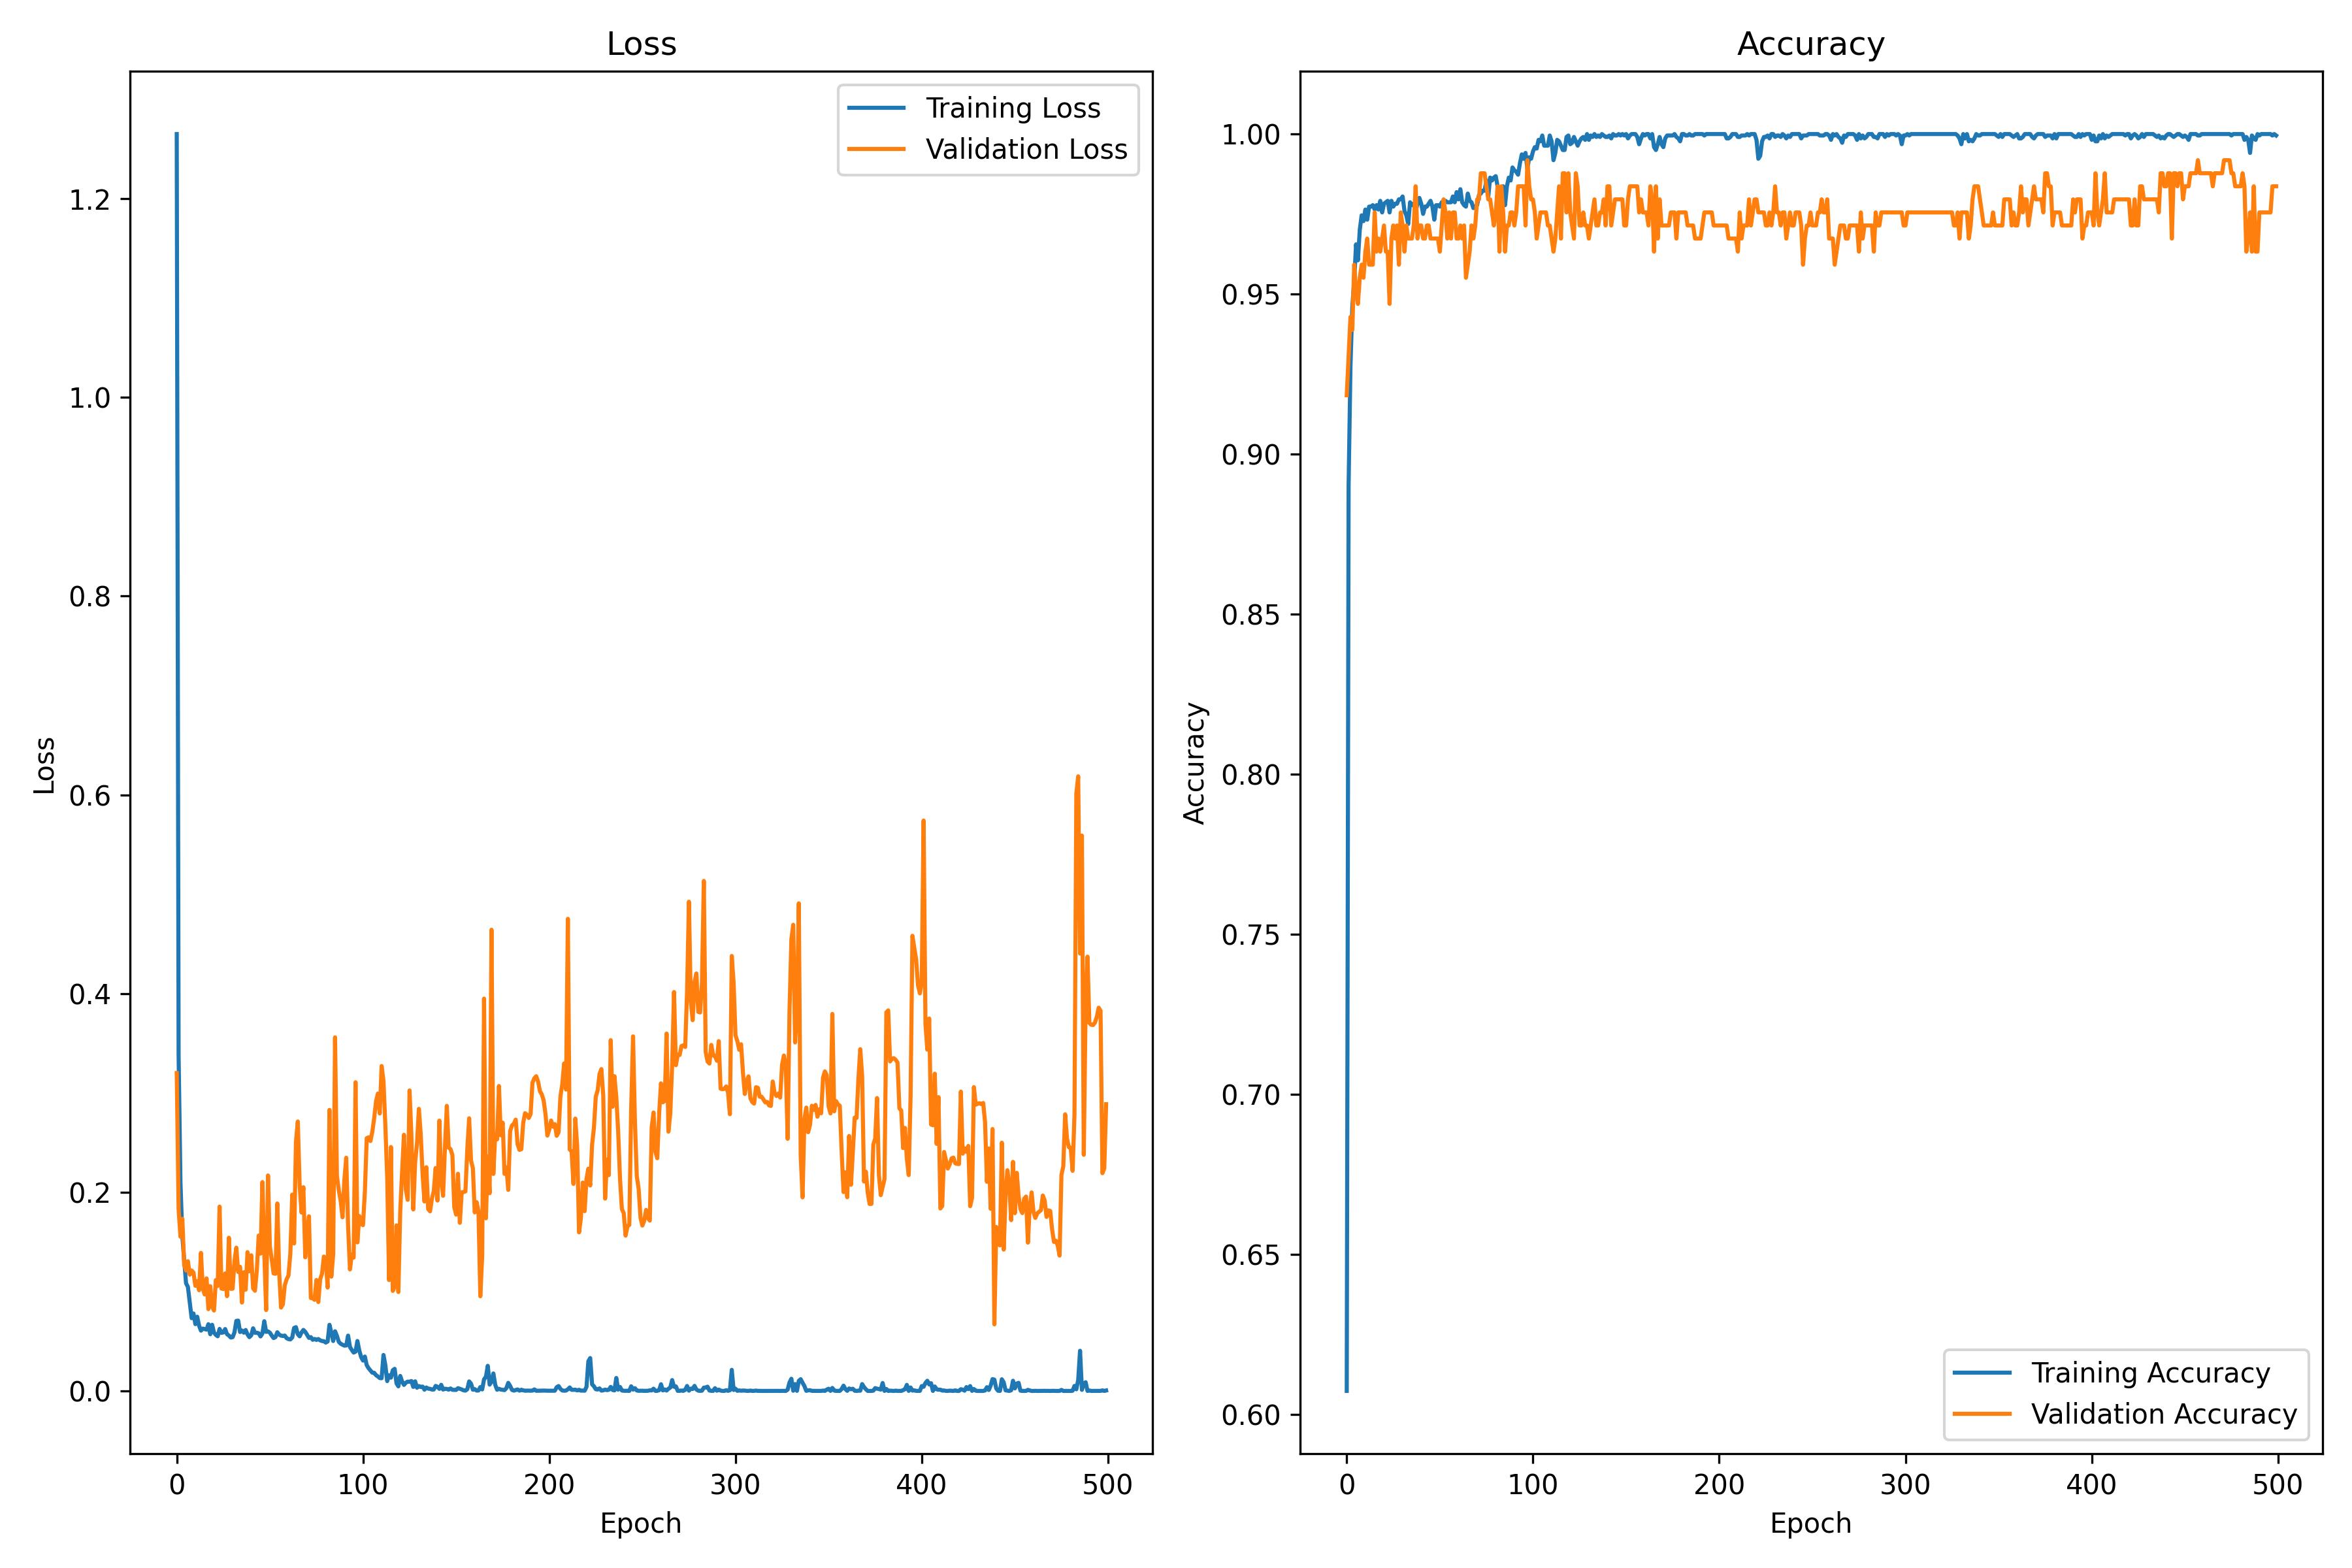 Loss
Training Loss
Validation Loss
1.2
1.0
0.8
0.6
0.4
0.2
0.0
Loss
0 100 200 300 400 500
Epoch
Accuracy
1.00
0.95
0.90
0.85
0.80
0.75
0.70
0.65
0.60
Accuracy
Training Accuracy
Validation Accuracy
0 100 200 300 400 500
Epoch